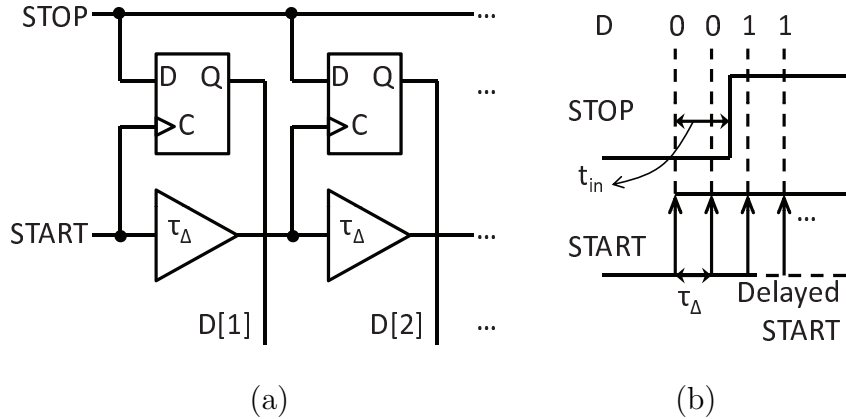 STOP
...
D Q
D Q
...
C
C
START
τΔ
τΔ
...
D[1]
D[2]
...
(a)
D 0 0 1 1
STOP
tin
...
START
τΔ
Delayed
START
(b)